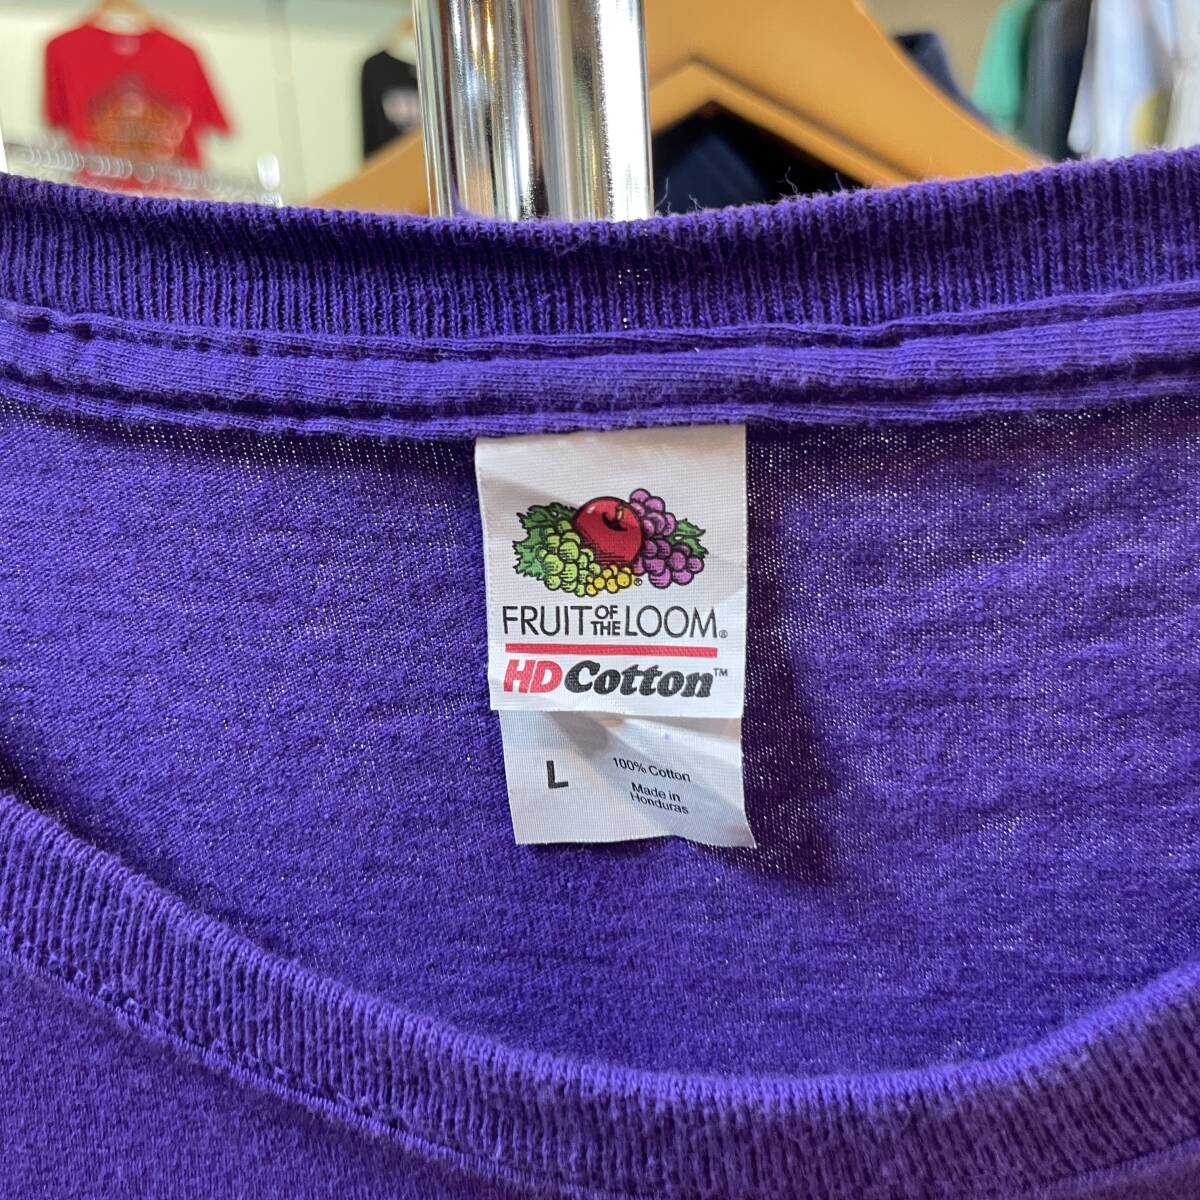 ®
FRUIT OF THE LOOM®
HD Cotton™
L
100% Cotton
Made in
Honduras